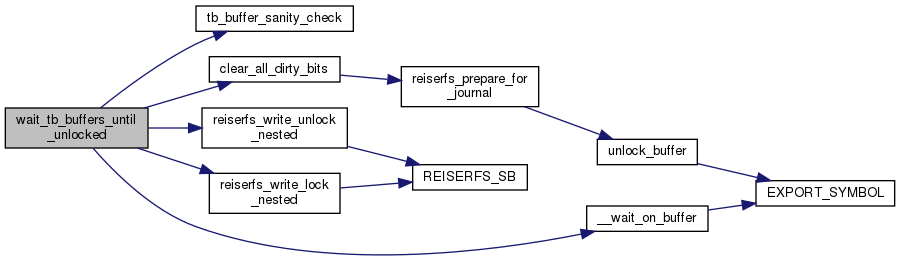 tb_buffer_sanity_check
clear_all_dirty_bits
reiserfs_prepare_for
_journal
wait_tb_buffers_until
_unlocked
reiserfs_write_unlock
_nested
unlock_buffer
REISERFS_SB
reiserfs_write_lock
_nested
EXPORT_SYMBOL
__wait_on_buffer